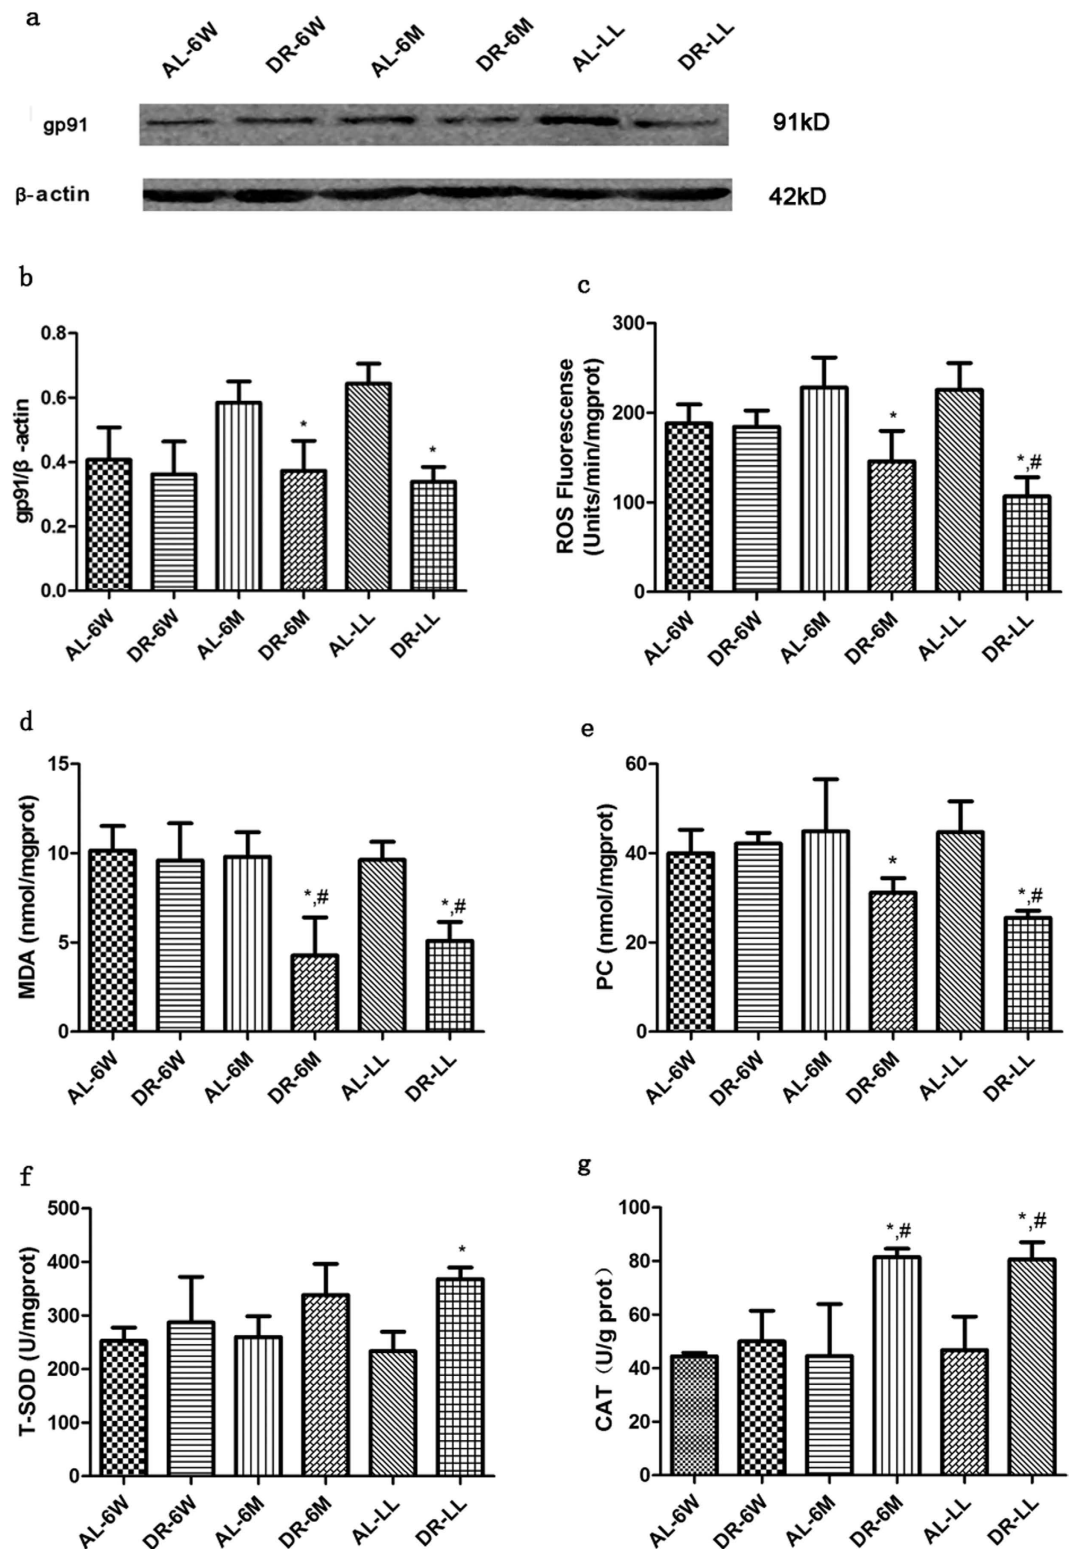 a
AL-6W DR-6W AL-6M DR-6M AL-LL DR-LL
gp91 91kD
β-actin 42kD
b
gp91/β -actin
0.8
0.6
0.4
0.2
0.0
*
*
AL-6W DR-6W AL-6M DR-6M AL-LL DR-LL
c
ROS Fluorescense
(Units/min/mgprot)
300
200
100
0
*
*,#
AL-6W DR-6W AL-6M DR-6M AL-LL DR-LL
d
MDA (nmol/mgprot)
15
10
5
0
*,#
*,#
AL-6W DR-6W AL-6M DR-6M AL-LL DR-LL
e
PC (nmol/mgprot)
60
40
20
0
*
*,#
AL-6W DR-6W AL-6M DR-6M AL-LL DR-LL
f
T-SOD (U/mgprot)
500
400
300
200
100
0
*
AL-6W DR-6W AL-6M DR-6M AL-LL DR-LL
g
CAT（U/g prot）
100
80
60
40
20
0
*,#
*,#
AL-6W DR-6W AL-6M DR-6M AL-LL DR-LL